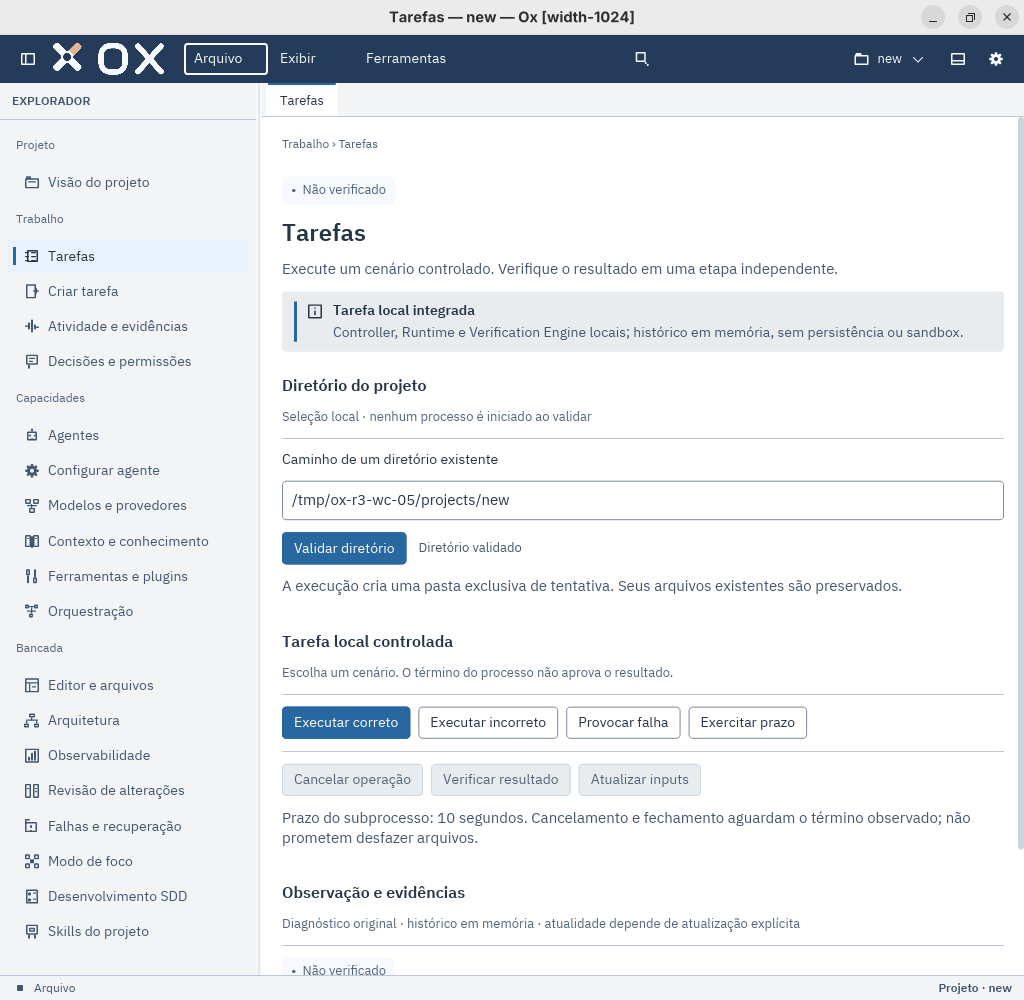 Tarefas — new — Ox [width-1024]
OX
Arquivo
Exibir
Ferramentas
new
EXPLORADOR
Projeto
Visão do projeto
Trabalho
Tarefas
Criar tarefa
Atividade e evidências
Decisões e permissões
Capacidades
Agentes
Configurar agente
Modelos e provedores
Contexto e conhecimento
Ferramentas e plugins
Orquestração
Bancada
Editor e arquivos
Arquitetura
Observabilidade
Revisão de alterações
Falhas e recuperação
Modo de foco
Desenvolvimento SDD
Skills do projeto
Tarefas
Trabalho › Tarefas
• Não verificado
Tarefas
Execute um cenário controlado. Verifique o resultado em uma etapa independente.
Tarefa local integrada
Controller, Runtime e Verification Engine locais; histórico em memória, sem persistência ou sandbox.
Diretório do projeto
Seleção local · nenhum processo é iniciado ao validar
Caminho de um diretório existente
/tmp/ox-r3-wc-05/projects/new
Validar diretório
Diretório validado
A execução cria uma pasta exclusiva de tentativa. Seus arquivos existentes são preservados.
Tarefa local controlada
Escolha um cenário. O término do processo não aprova o resultado.
Executar correto
Executar incorreto
Provocar falha
Exercitar prazo
Cancelar operação
Verificar resultado
Atualizar inputs
Prazo do subprocesso: 10 segundos. Cancelamento e fechamento aguardam o término observado; não
prometem desfazer arquivos.
Observação e evidências
Diagnóstico original · histórico em memória · atualidade depende de atualização explícita
• Não verificado
Arquivo
Projeto · new